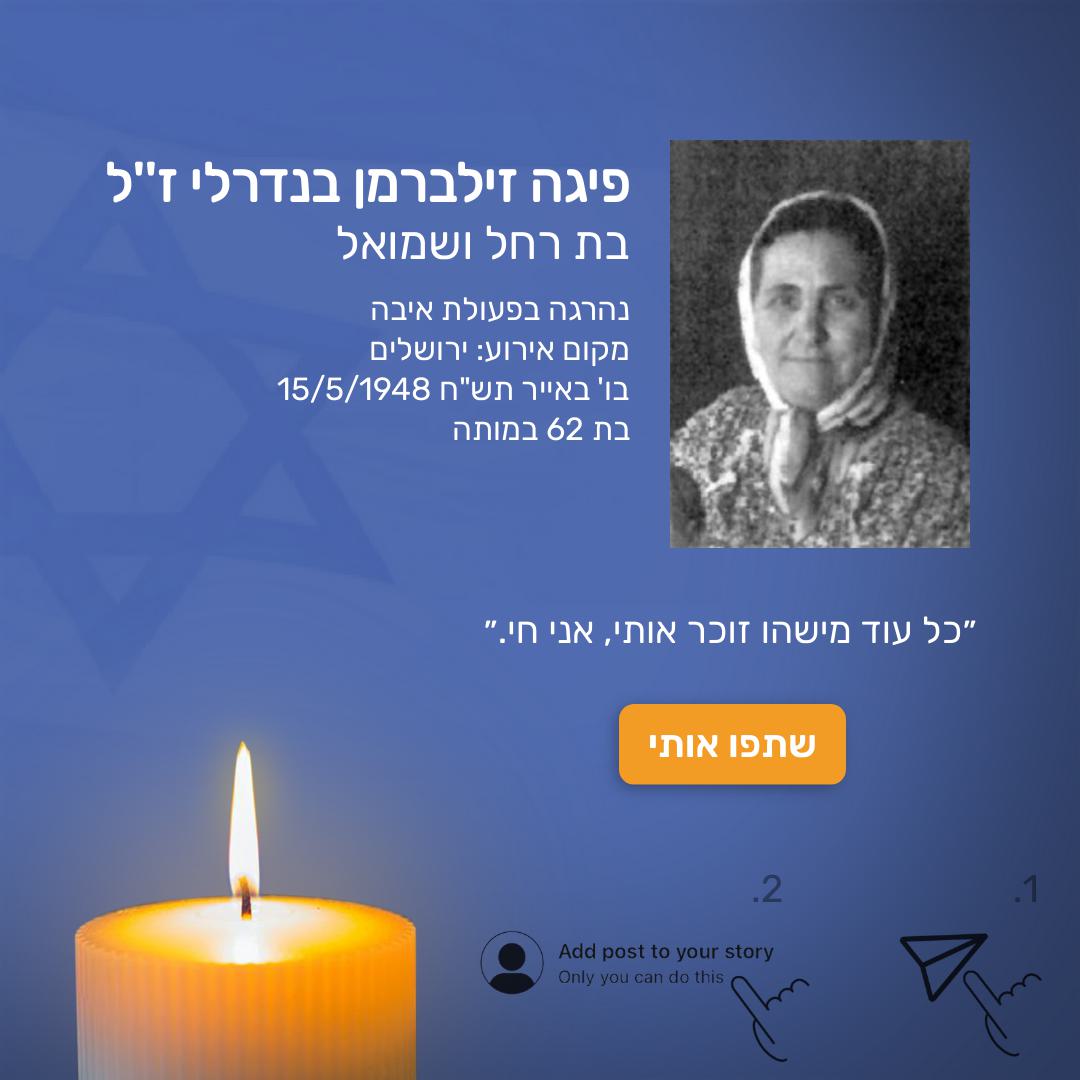 פיגה זילברמן בנדרלי ז"ל
בת רחל ושמואל
נהרגה בפעולת איבה
מקום אירוע: ירושלים
בו' באייר תש"ח 15/5/1948
בת 62 במותה
״כל עוד מישהו זוכר אותי, אני חי.״
שתפו אותי
.1
.2
Add post to your story
Only you can do this